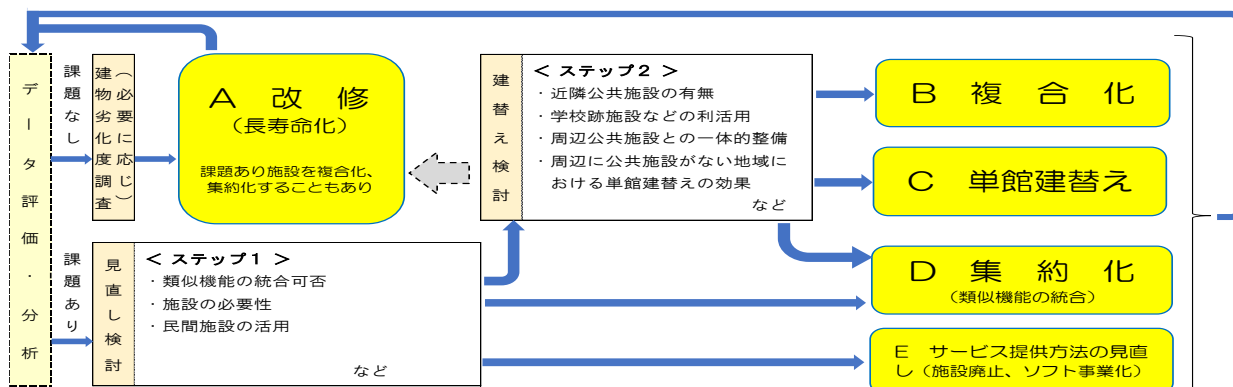 データ評価・分析
課題なし
建物劣化度調査
（必要に応じ）
A 改 修
（長寿命化）
課題あり施設を複合化、
集約化することもあり
建替え検討
＜ ステップ２ ＞
・近隣公共施設の有無
・学校跡施設などの利活用
・周辺公共施設との一体的整備
・周辺に公共施設がない地域に
おける単館建替えの効果
など
B 複 合 化
C 単館建替え
D 集 約 化
（類似機能の統合）
課題あり
見直し検討
＜ ステップ１ ＞
・類似機能の統合可否
・施設の必要性
・民間施設の活用
など
E サービス提供方法の見直
し（施設廃止、ソフト事業化）